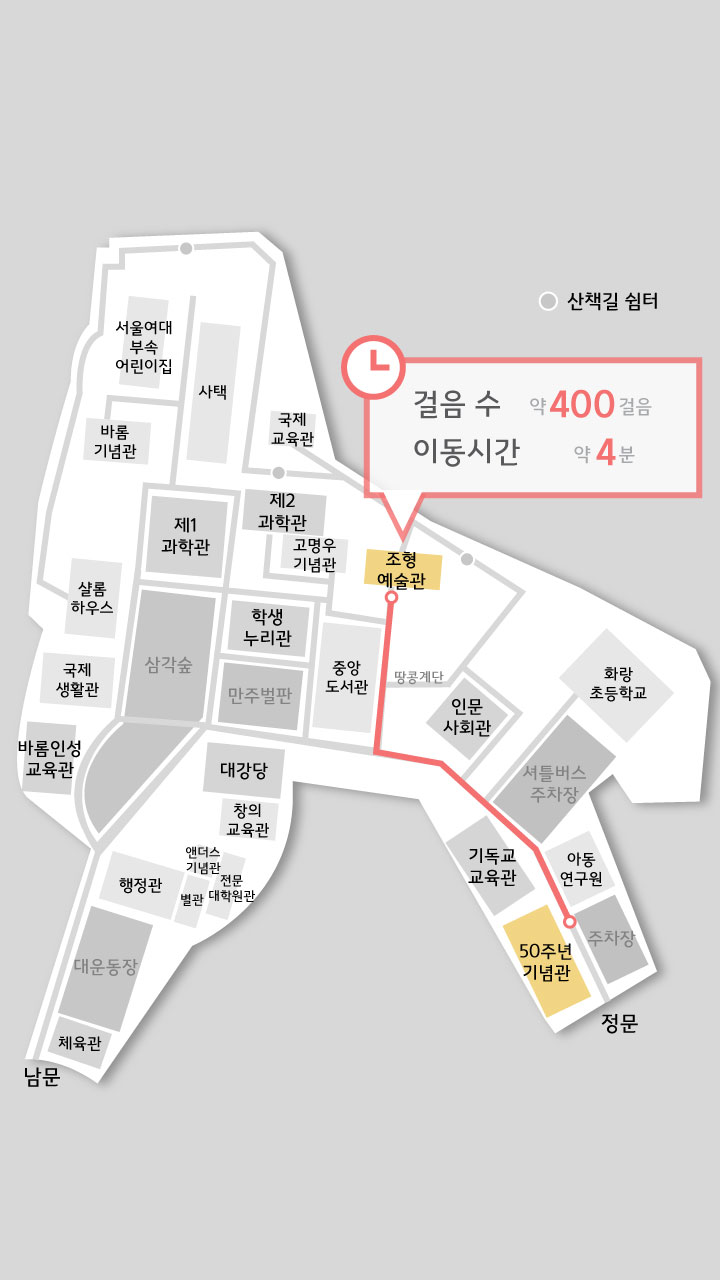 산책길 쉼터
걸음 수 약 400 걸음
이동시간 약 4 분
서울여대
부속
어린이집
사택
바롬
기념관
국제
교육관
제1
과학관
제2
과학관
고명우
기념관
조형
예술관
샬롬
하우스
학생
누리관
삼각숲
중앙
도서관
국제
생활관
만주벌판
땅콩계단
인문
사회관
화랑
초등학교
바롬인성
교육관
대강당
셔틀버스
주차장
창의
교육관
앤더스
기념관
행정관
별관
전문
대학원관
기독교
교육관
아동
연구원
대운동장
50주년
기념관
주차장
체육관
남문
정문